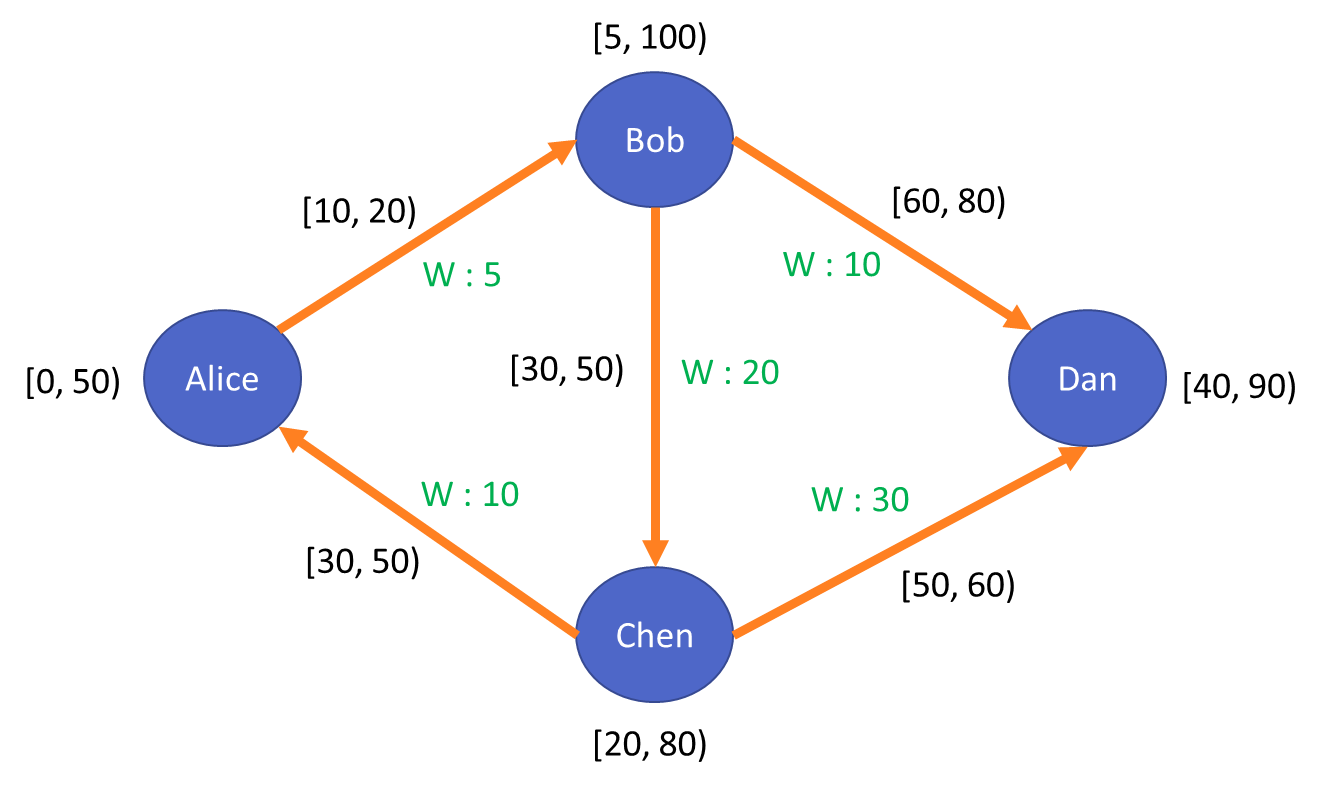 [5, 100)
Bob
[10, 20)
[60, 80)
W : 5
W : 10
[0, 50)
Alice
[30, 50)
W : 20
Dan
[40, 90)
W : 10
W : 30
[30, 50)
[50, 60)
Chen
[20, 80)